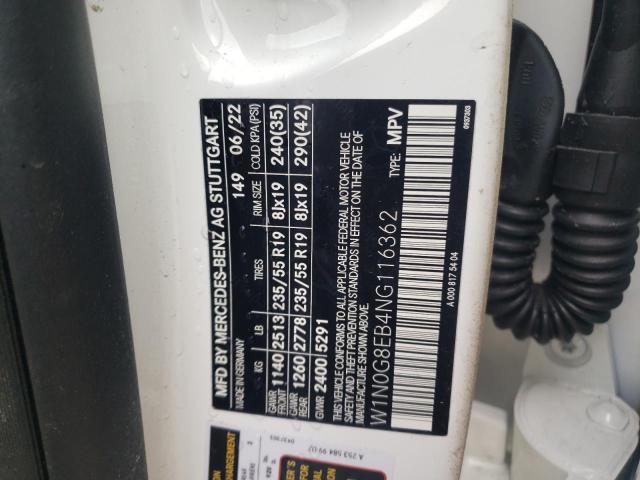 MFD BY MERCEDES-BENZ AG STUTTGART
MADE IN GERMANY 149 06/22
KG LB TIRES RIM SIZE COLD KPA(PSI)
GAWR FRONT 1140 2513 235/55 R19 8Jx19 240(35)
GAWR REAR 1260 2778 235/55 R19 8Jx19 290(42)
GVWR 2400 5291
THIS VEHICLE CONFORMS TO ALL APPLICABLE FEDERAL MOTOR VEHICLE
SAFETY AND THEFT PREVENTION STANDARDS IN EFFECT ON THE DATE OF
MANUFACTURE SHOWN ABOVE.
W1N0G8EB4NG116362 TYPE: MPV
A 000 817 54 04 0937303
A 253 584 99 00